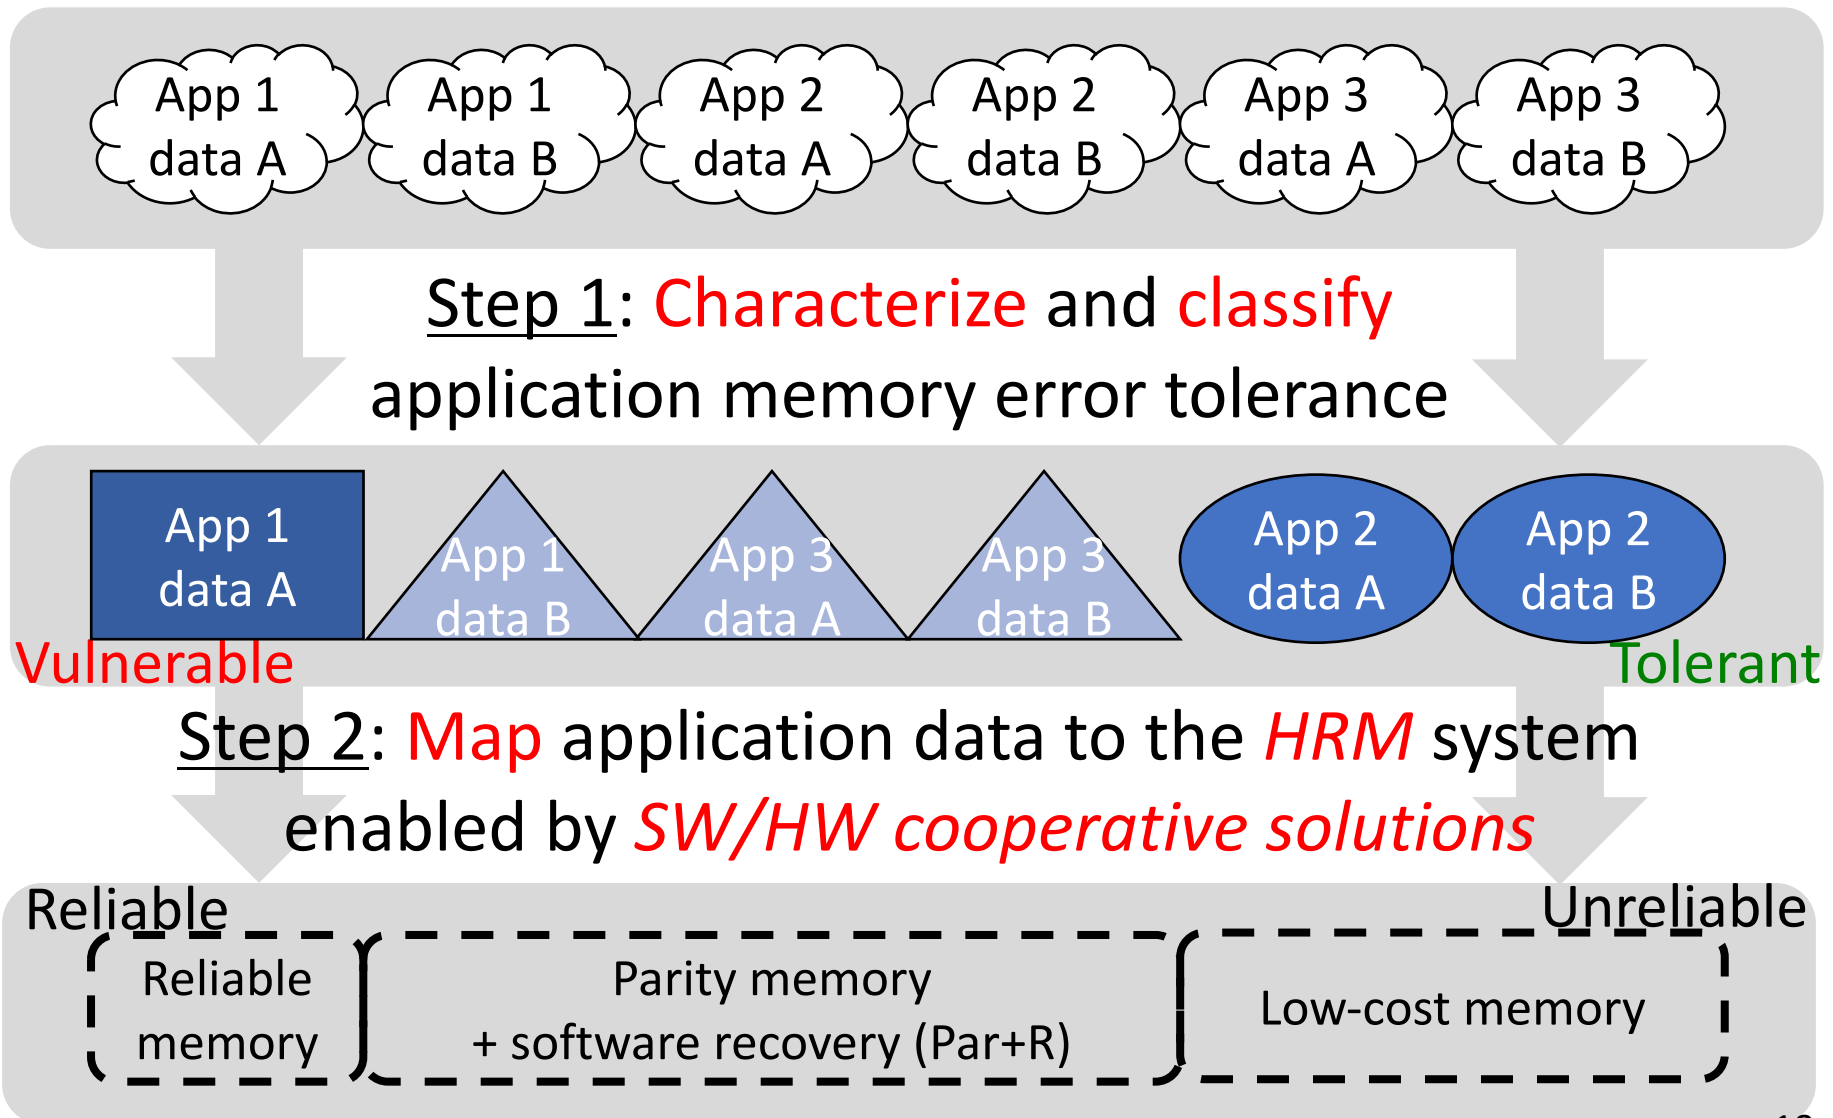 App 1
data A
App 1
data B
App 2
data A
App 2
data B
App 3
data A
App 3
data B
Step 1: Characterize and classify
application memory error tolerance
App 1
data A
App 1
data B
App 3
data A
App 3
data B
App 2
data A
App 2
data B
Vulnerable
Tolerant
Step 2: Map application data to the HRM system
enabled by SW/HW cooperative solutions
Reliable
Unreliable
Reliable
memory
Parity memory
+ software recovery (Par+R)
Low-cost memory